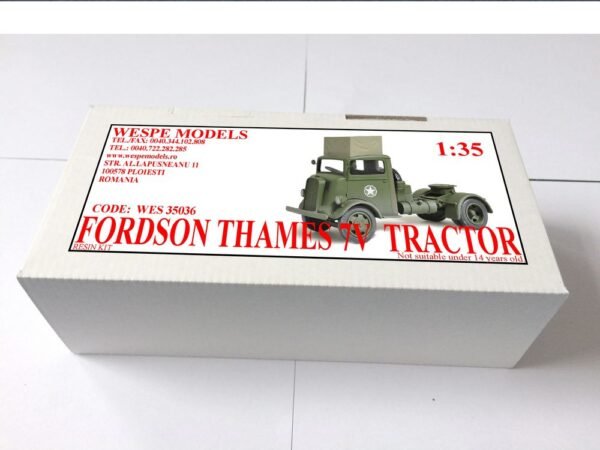 WESPE MODELS
TEL./FAX: 0040.344.102.808
TEL.: 0040.722.282.285
www.wespemodels.ro
STR. AL.LAPUSNEANU 11
100578 PLOIESTI
ROMANIA
1:35
CODE: WES 35036
FORDSON THAMES 7V TRACTOR
RESIN KIT
Not suitable under 14 years old